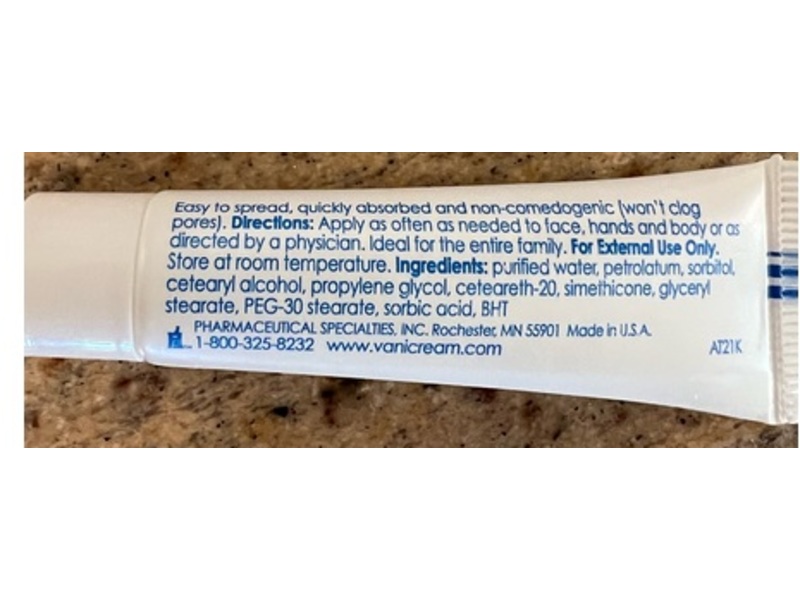 Easy to spread, quickly absorbed and non-comedogenic (won't clog
pores). Directions: Apply as often as needed to face, hands and body or as
directed by a physician. Ideal for the entire family. For External Use Only.
Store at room temperature. Ingredients: purified water, petrolatum, sorbitol,
cetearyl alcohol, propylene glycol, ceteareth-20, simethicone, glyceryl
stearate, PEG-30 stearate, sorbic acid, BHT
PHARMACEUTICAL SPECIALTIES, INC. Rochester, MN 55901 Made in U.S.A.
1-800-325-8232 www.vanicream.com AT21K